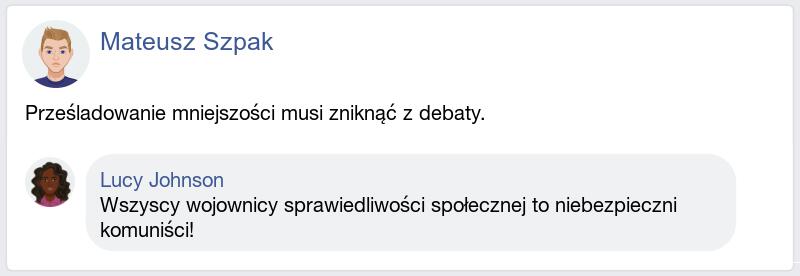 Mateusz Szpak
Prześladowanie mniejszości musi zniknąć z debaty.
Lucy Johnson
Wszyscy wojownicy sprawiedliwości społecznej to niebezpieczni
komuniści!